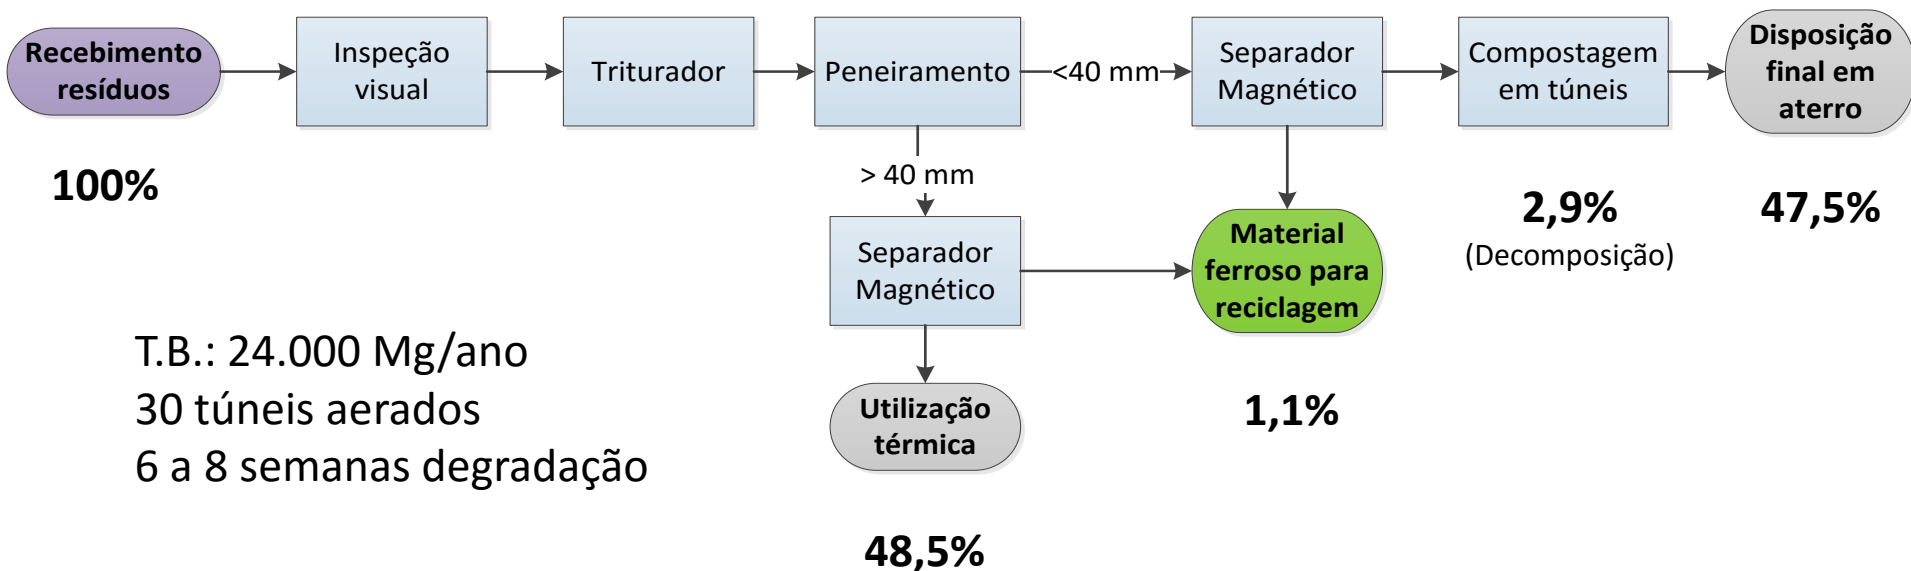 Recebimento
resíduos
Inspeção
visual
Triturador
Peneiramento
<40 mm
Separador
Magnético
Compostagem
em túneis
Disposição
final em
aterro
100%
> 40 mm
Separador
Magnético
Material
ferroso para
reciclagem
2,9%
(Decomposição)
47,5%
T.B.: 24.000 Mg/ano
30 túneis aerados
6 a 8 semanas degradação
Utilização
térmica
1,1%
48,5%